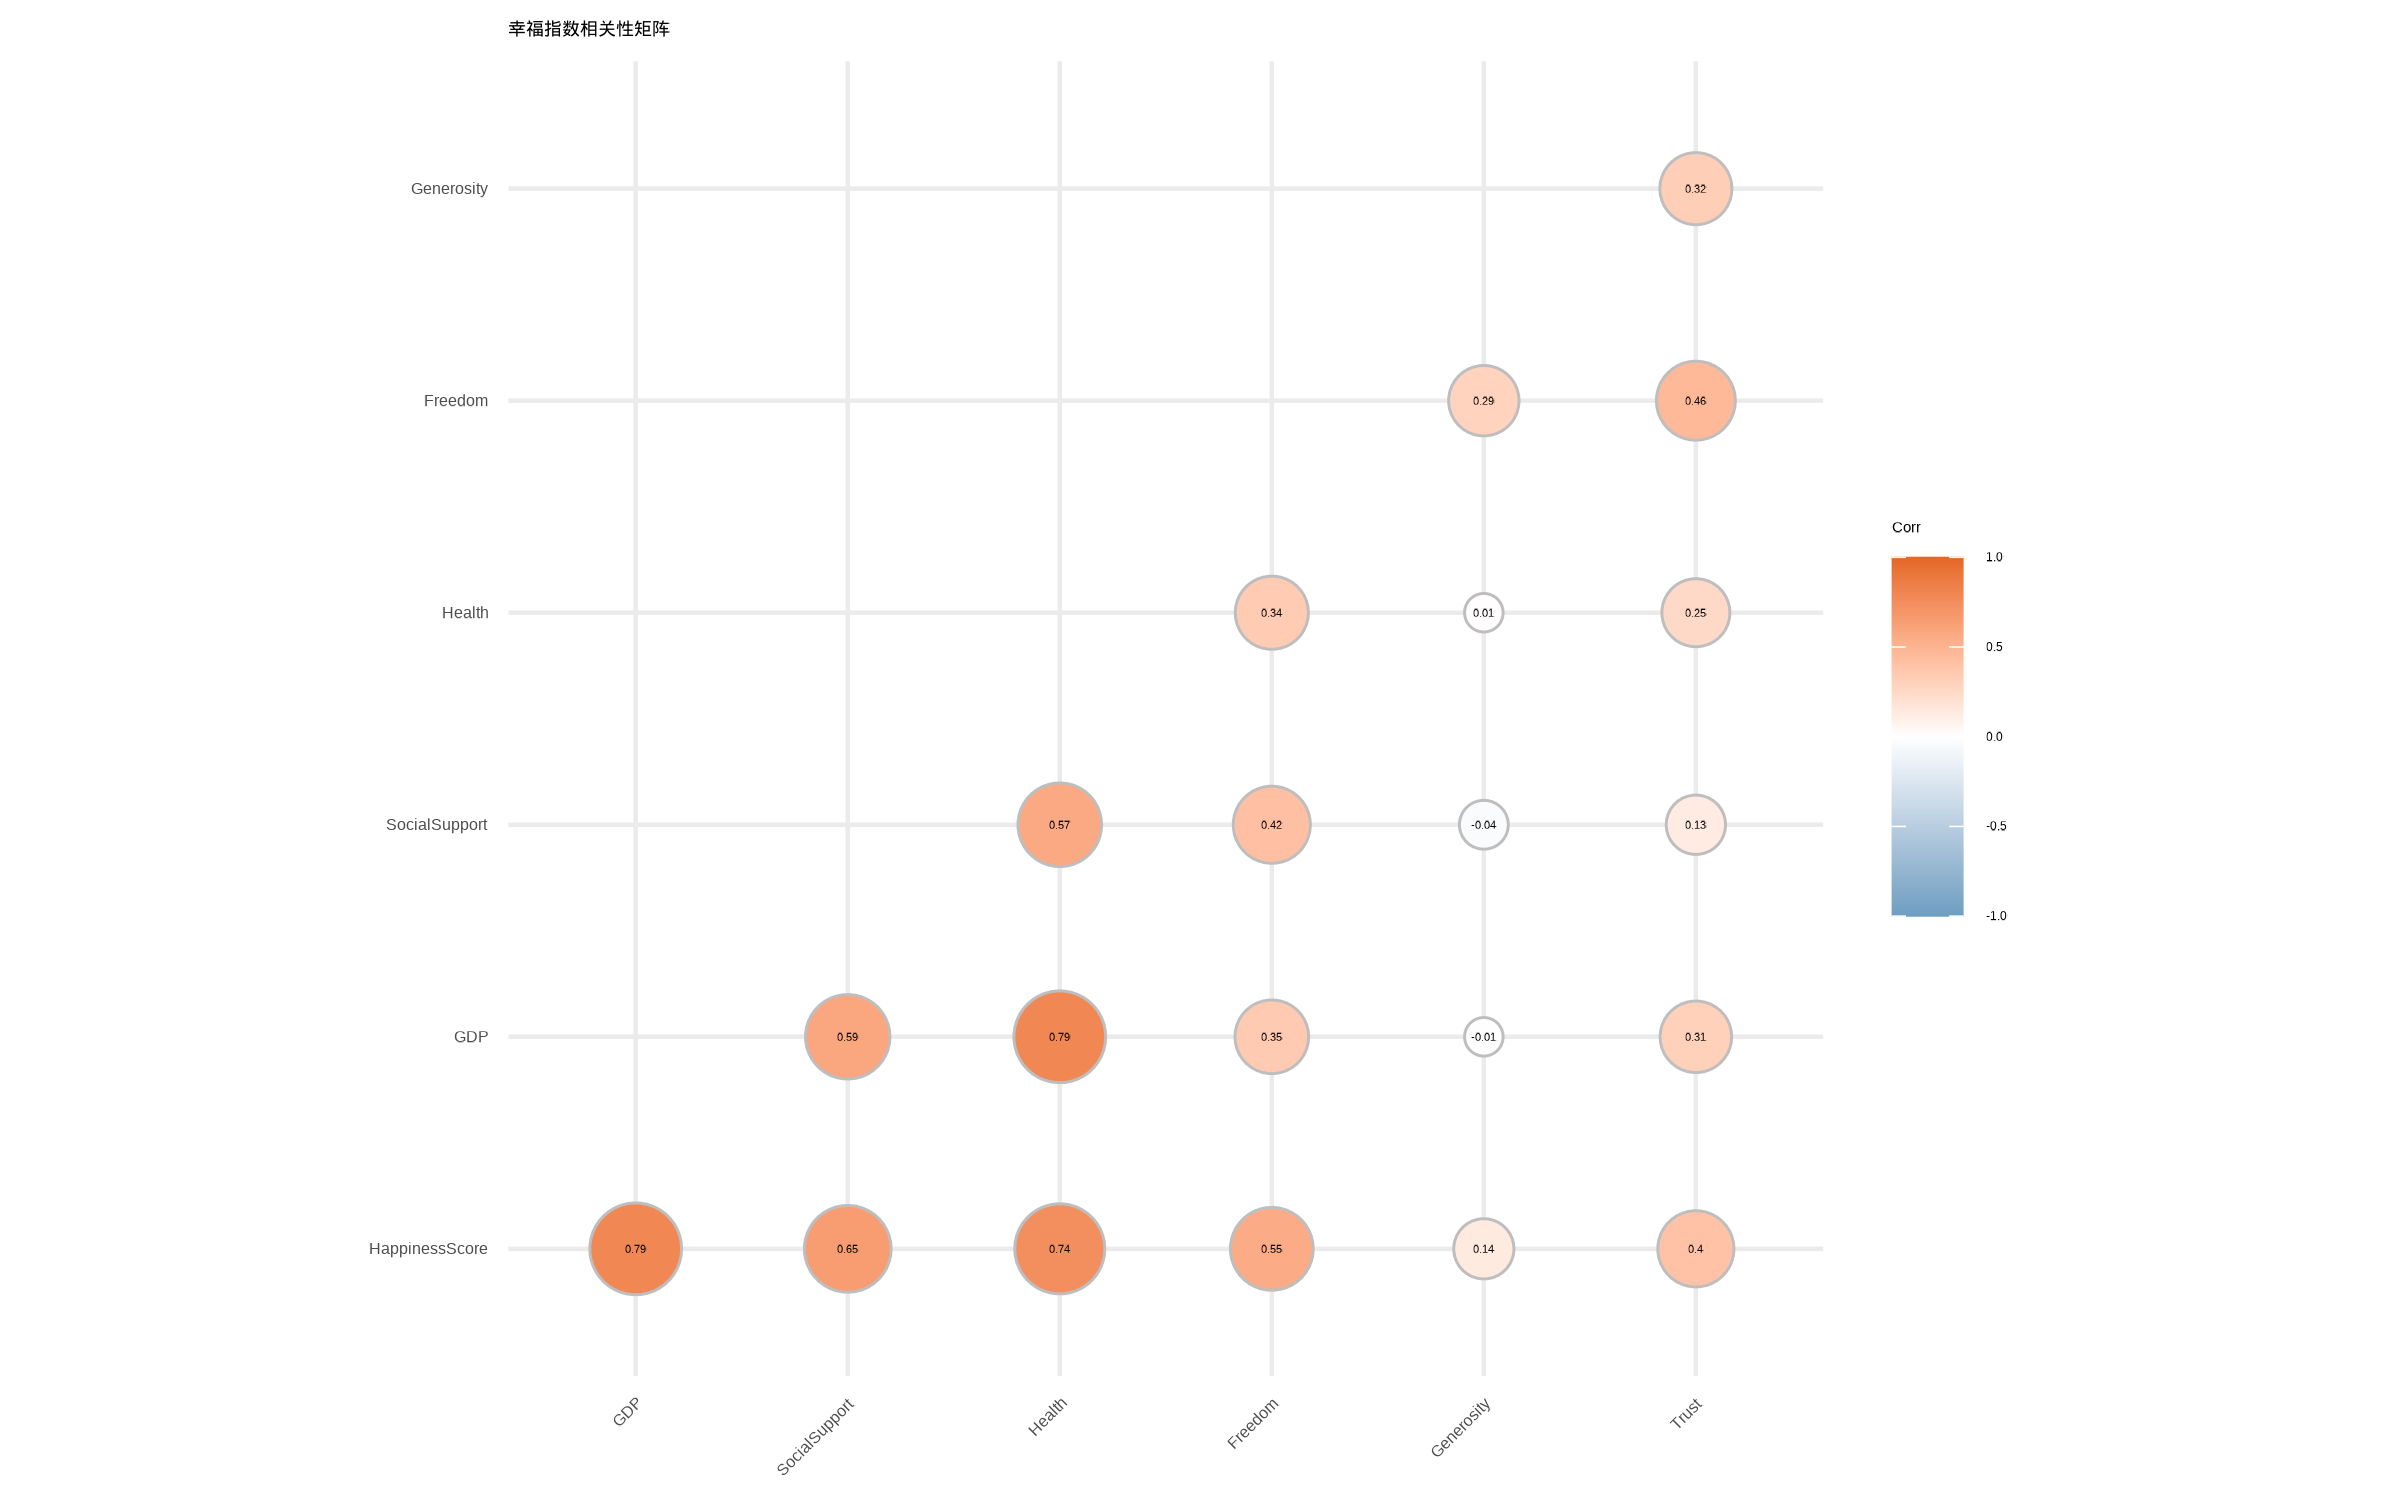 幸福指数相关性矩阵
Generosity
0.32
Freedom
0.29
0.46
Health
0.34
0.01
0.25
SocialSupport
0.57
0.42
-0.04
0.13
GDP
0.59
0.79
0.35
-0.01
0.31
HappinessScore
0.79
0.65
0.74
0.55
0.14
0.4
GDP
SocialSupport
Health
Freedom
Generosity
Trust
Corr
1.0
0.5
0.0
-0.5
-1.0